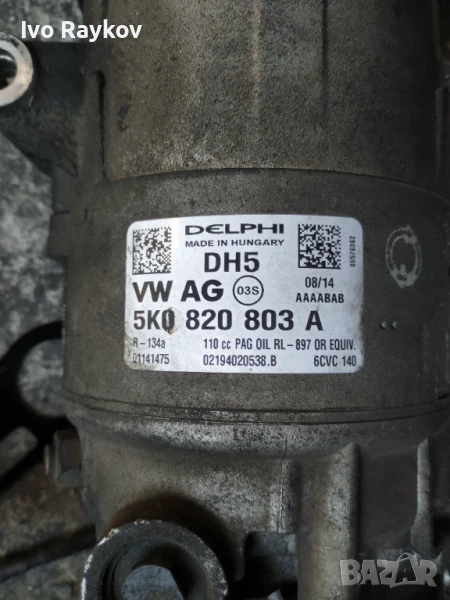 Ivo Raykov
DELPHI
MADE IN HUNGARY
DH5
VW AG 03S
08/14
AAAABAB
5K0 820 803 A
R-134a
110 cc PAG OIL RL-897 OR EQUIV.
01141475
02194020538.B
6CVC 140
BAZAR